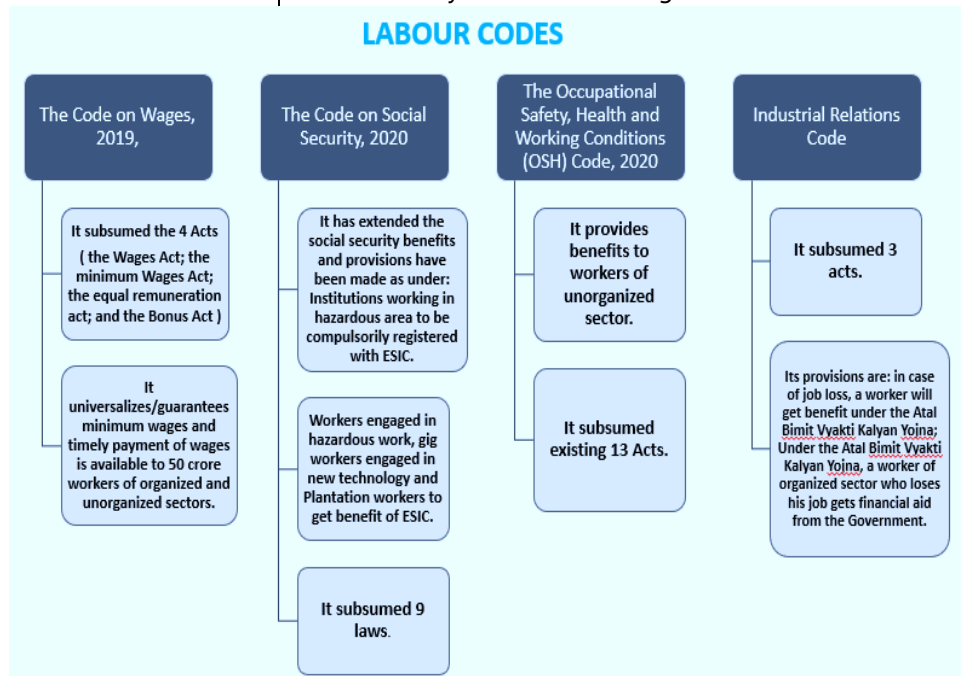 LABOUR CODES
The Code on Wages,
2019,
It subsumed the 4 Acts
( the Wages Act; the
minimum Wages Act;
the equal remuneration
act; and the Bonus Act )
It
universalizes/guarantees
minimum wages and
timely payment of wages
is available to 50 crore
workers of organized and
unorganized sectors.
The Code on Social
Security, 2020
It has extended the
social security benefits
and provisions have
been made as under:
Institutions working in
hazardous area to be
compulsorily registered
with ESIC.
Workers engaged in
hazardous work, gig
workers engaged in
new technology and
Plantation workers to
get benefit of ESIC.
It subsumed 9
laws.
The Occupational
Safety, Health and
Working Conditions
(OSH) Code, 2020
It provides
benefits to
workers of
unorganized
sector.
It subsumed
existing 13 Acts.
Industrial Relations
Code
It subsumed 3
acts.
Its provisions are: in case
of job loss, a worker will
get benefit under the Atal
Bimit Vyakti Kalyan Yojna;
Under the Atal Bimit Vyakti
Kalyan Yojna, a worker of
organized sector who loses
his job gets financial aid
from the Government.